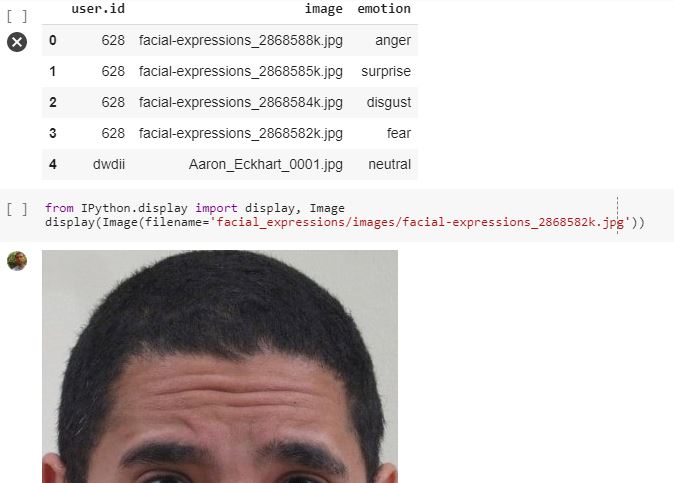 user.id image emotion
[ ]
0 628 facial-expressions_2868588k.jpg anger
1 628 facial-expressions_2868585k.jpg surprise
2 628 facial-expressions_2868584k.jpg disgust
3 628 facial-expressions_2868582k.jpg fear
4 dwdii Aaron_Eckhart_0001.jpg neutral
[ ] from IPython.display import display, Image
display(Image(filename='facial_expressions/images/facial-expressions_2868582k.jpg'))